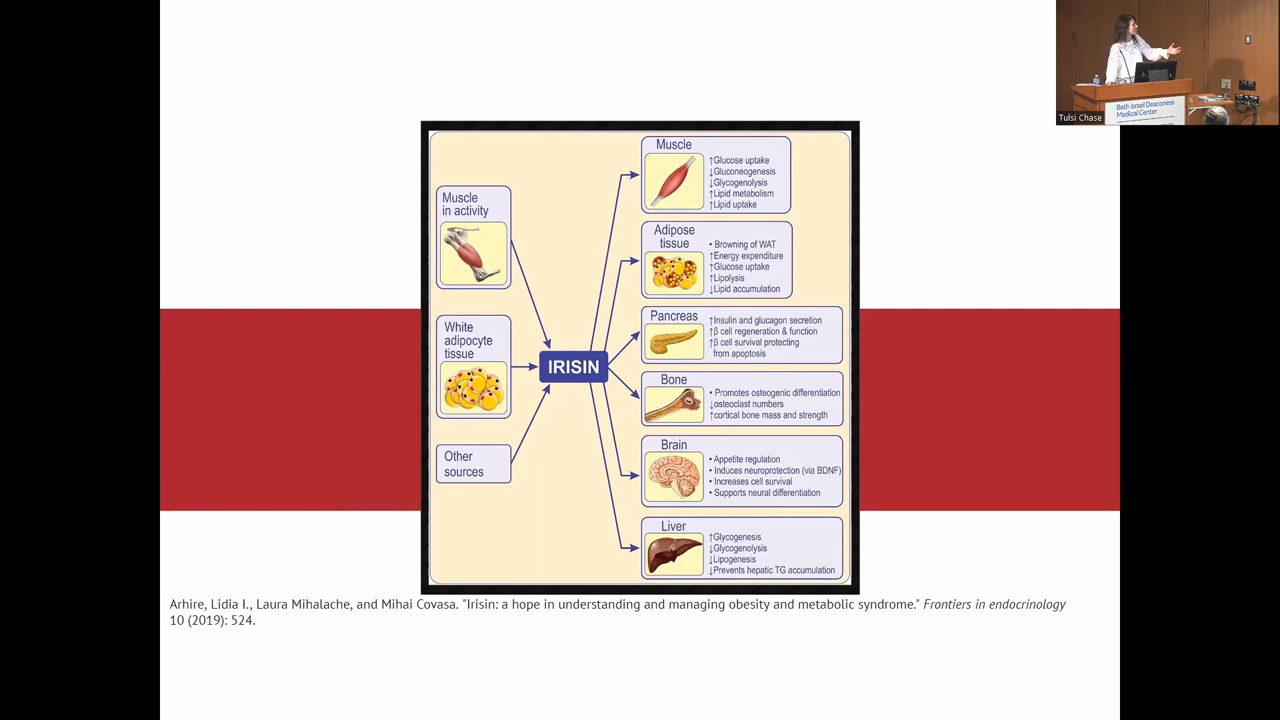 Muscle
in activity
White
adipocyte
tissue
Other
sources
IRISIN
Muscle
↑Glucose uptake
↓Gluconeogenesis
↓Glycogenolysis
↑Lipid metabolism
↑Lipid uptake
Adipose
tissue
• Browning of WAT
↑Energy expenditure
↑Glucose uptake
↑Lipolysis
↓Lipid accumulation
Pancreas
↑Insulin and glucagon secretion
↑β cell regeneration & function
↑β cell survival protecting
from apoptosis
Bone
• Promotes osteogenic differentiation
↓osteoclast numbers
↑cortical bone mass and strength
Brain
• Appetite regulation
• Induces neuroprotection (via BDNF)
• Increases cell survival
• Supports neural differentiation
Liver
↑Glycogenesis
↓Glycogenolysis
↓Lipogenesis
↓Prevents hepatic TG accumulation
Arhire, Lidia I., Laura Mihalache, and Mihai Covasa. "Irisin: a hope in understanding and managing obesity and metabolic syndrome." Frontiers in endocrinology
10 (2019): 524.
Beth Israel Deaconess
Medical Center
Tulsi Chase